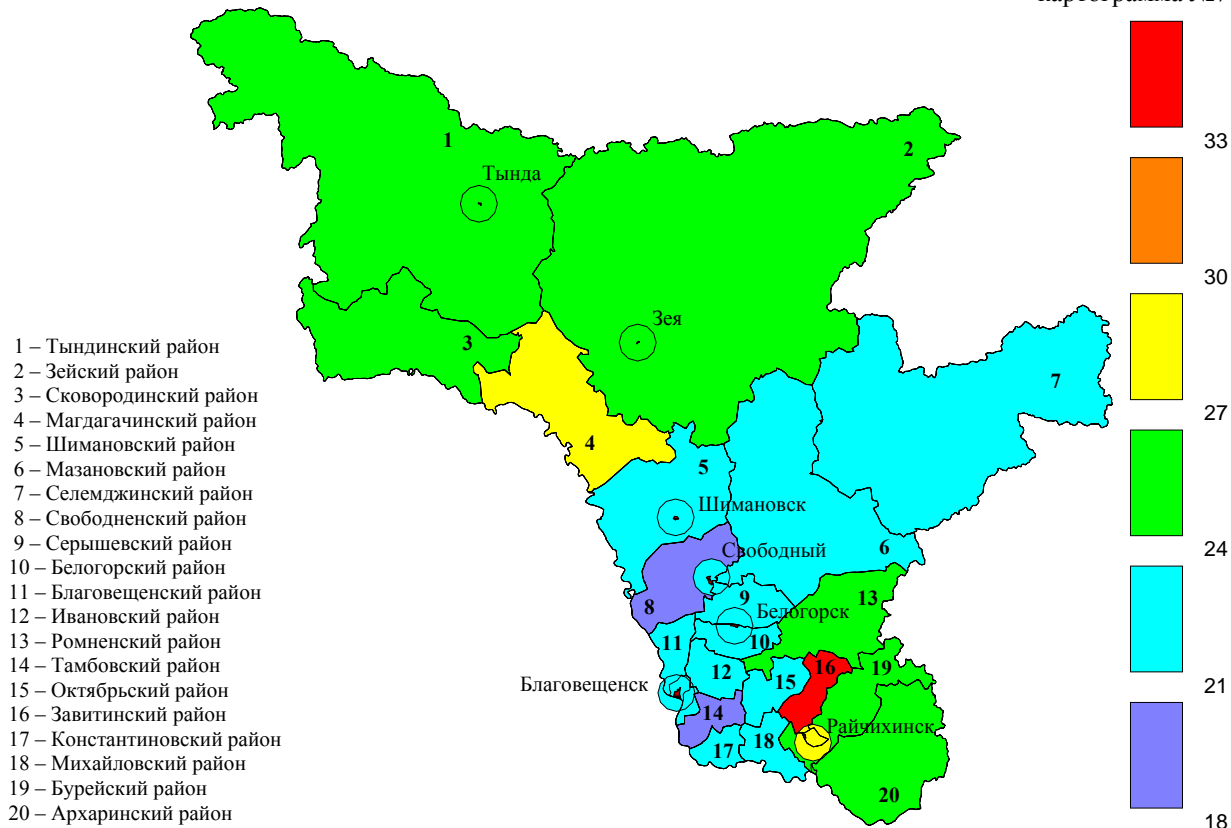 картограмма №27
33
30
27
24
21
18
1
2
3
4
5
6
7
8
9
10
11
12
13
14
15
16
17
18
19
20
Тында
Зея
Шимановск
Свободный
Белогорск
Благовещенск
Райчихинск
1 – Тындинский район
2 – Зейский район
3 – Сковородинский район
4 – Магдагачинский район
5 – Шимановский район
6 – Мазановский район
7 – Селемджинский район
8 – Свободненский район
9 – Серышевский район
10 – Белогорский район
11 – Благовещенский район
12 – Ивановский район
13 – Ромненский район
14 – Тамбовский район
15 – Октябрьский район
16 – Завитинский район
17 – Константиновский район
18 – Михайловский район
19 – Бурейский район
20 – Архаринский район